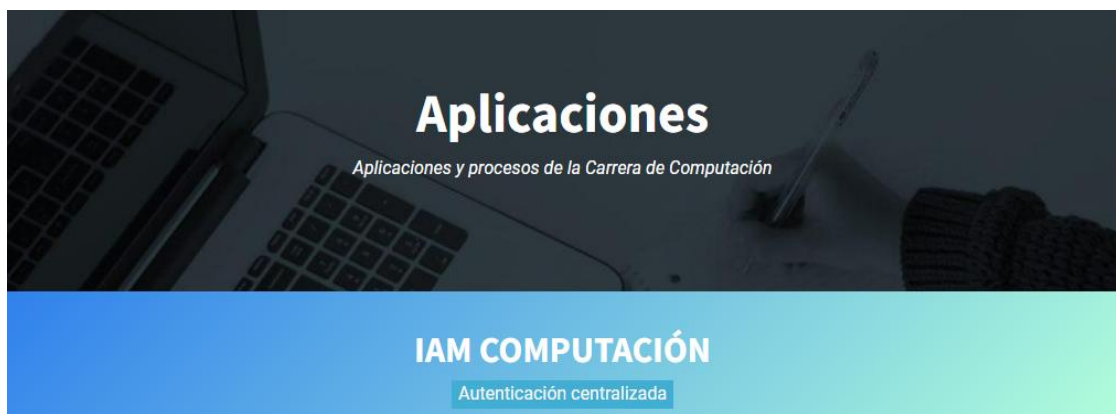 Aplicaciones
Aplicaciones y procesos de la Carrera de Computación
IAM COMPUTACIÓN
Autenticación centralizada